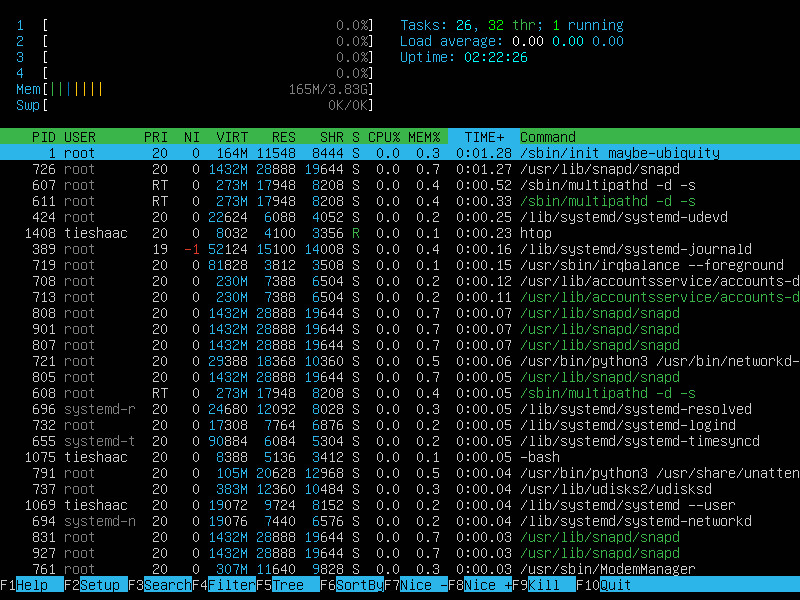 1 [ 0.0%] Tasks: 26, 32 thr; 1 running
2 [ 0.0%] Load average: 0.00 0.00 0.00
3 [ 0.0%] Uptime: 02:22:26
4 [ 0.0%]
Mem[||||||| 165M/3.83G]
Swp[ 0K/0K]
PID USER PRI NI VIRT RES SHR S CPU% MEM% TIME+ Command
1 root 20 0 164M 11548 8444 S 0.0 0.3 0:01.28 /sbin/init maybe-ubiquity
726 root 20 0 1432M 28888 19644 S 0.0 0.7 0:01.27 /usr/lib/snapd/snapd
607 root RT 0 273M 17948 8208 S 0.0 0.4 0:00.52 /sbin/multipathd -d -s
611 root RT 0 273M 17948 8208 S 0.0 0.4 0:00.33 /sbin/multipathd -d -s
424 root 20 0 22624 6088 4052 S 0.0 0.2 0:00.25 /lib/systemd/systemd-udevd
1408 tieshaac 20 0 8032 4100 3356 R 0.0 0.1 0:00.23 htop
389 root 19 -1 52124 15100 14008 S 0.0 0.4 0:00.16 /lib/systemd/systemd-journald
719 root 20 0 81828 3812 3508 S 0.0 0.1 0:00.15 /usr/sbin/irqbalance --foreground
708 root 20 0 230M 7388 6504 S 0.0 0.2 0:00.12 /usr/lib/accountsservice/accounts-d
713 root 20 0 230M 7388 6504 S 0.0 0.2 0:00.11 /usr/lib/accountsservice/accounts-d
808 root 20 0 1432M 28888 19644 S 0.0 0.7 0:00.07 /usr/lib/snapd/snapd
901 root 20 0 1432M 28888 19644 S 0.0 0.7 0:00.07 /usr/lib/snapd/snapd
807 root 20 0 1432M 28888 19644 S 0.0 0.7 0:00.07 /usr/lib/snapd/snapd
721 root 20 0 29388 18368 10360 S 0.0 0.5 0:00.06 /usr/bin/python3 /usr/bin/networkd-
805 root 20 0 1432M 28888 19644 S 0.0 0.7 0:00.05 /usr/lib/snapd/snapd
608 root RT 0 273M 17948 8208 S 0.0 0.4 0:00.05 /sbin/multipathd -d -s
696 systemd-r 20 0 24680 12092 8028 S 0.0 0.3 0:00.05 /lib/systemd/systemd-resolved
732 root 20 0 17308 7764 6876 S 0.0 0.2 0:00.05 /lib/systemd/systemd-logind
655 systemd-t 20 0 90884 6084 5304 S 0.0 0.2 0:00.05 /lib/systemd/systemd-timesyncd
1075 tieshaac 20 0 8388 5136 3412 S 0.0 0.1 0:00.05 -bash
791 root 20 0 105M 20628 12968 S 0.0 0.5 0:00.04 /usr/bin/python3 /usr/share/unatten
737 root 20 0 383M 12360 10484 S 0.0 0.3 0:00.04 /usr/lib/udisks2/udisksd
1069 tieshaac 20 0 19072 9724 8152 S 0.0 0.2 0:00.04 /lib/systemd/systemd --user
694 systemd-n 20 0 19076 7440 6576 S 0.0 0.2 0:00.04 /lib/systemd/systemd-networkd
831 root 20 0 1432M 28888 19644 S 0.0 0.7 0:00.03 /usr/lib/snapd/snapd
927 root 20 0 1432M 28888 19644 S 0.0 0.7 0:00.03 /usr/lib/snapd/snapd
761 root 20 0 307M 11640 9828 S 0.0 0.3 0:00.03 /usr/sbin/ModemManager
F1Help F2Setup F3SearchF4FilterF5Tree F6SortByF7Nice -F8Nice +F9Kill F10Quit